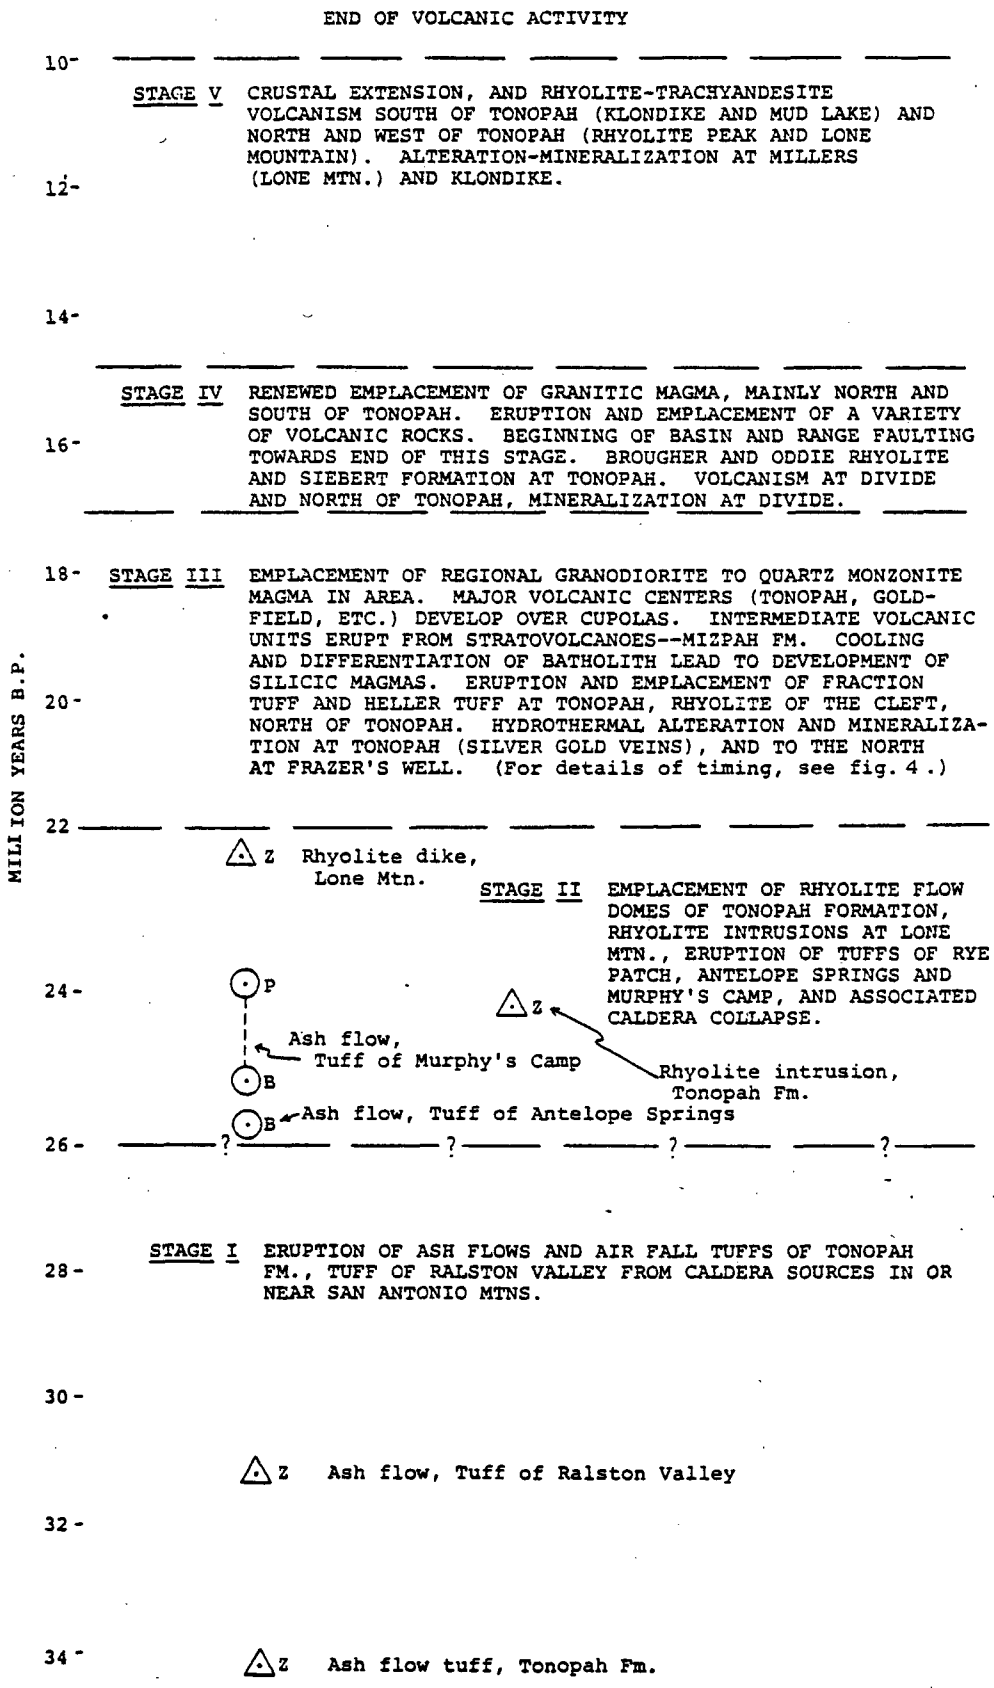 END OF VOLCANIC ACTIVITY
10-
STAGE V CRUSTAL EXTENSION, AND RHYOLITE-TRACHYANDESITE
VOLCANISM SOUTH OF TONOPAH (KLONDIKE AND MUD LAKE) AND
NORTH AND WEST OF TONOPAH (RHYOLITE PEAK AND LONE
MOUNTAIN). ALTERATION-MINERALIZATION AT MILLERS
(LONE MTN.) AND KLONDIKE.
12-
14-
STAGE IV RENEWED EMPLACEMENT OF GRANITIC MAGMA, MAINLY NORTH AND
SOUTH OF TONOPAH. ERUPTION AND EMPLACEMENT OF A VARIETY
16- OF VOLCANIC ROCKS. BEGINNING OF BASIN AND RANGE FAULTING
TOWARDS END OF THIS STAGE. BROUGHER AND ODDIE RHYOLITE
AND SIEBERT FORMATION AT TONOPAH. VOLCANISM AT DIVIDE
AND NORTH OF TONOPAH, MINERALIZATION AT DIVIDE.
18- STAGE III EMPLACEMENT OF REGIONAL GRANODIORITE TO QUARTZ MONZONITE
MAGMA IN AREA. MAJOR VOLCANIC CENTERS (TONOPAH, GOLD-
FIELD, ETC.) DEVELOP OVER CUPOLAS. INTERMEDIATE VOLCANIC
UNITS ERUPT FROM STRATOVOLCANOES--MIZPAH FM. COOLING
AND DIFFERENTIATION OF BATHOLITH LEAD TO DEVELOPMENT OF
SILICIC MAGMAS. ERUPTION AND EMPLACEMENT OF FRACTION
20- TUFF AND HELLER TUFF AT TONOPAH, RHYOLITE OF THE CLEFT,
NORTH OF TONOPAH. HYDROTHERMAL ALTERATION AND MINERALIZA-
TION AT TONOPAH (SILVER GOLD VEINS), AND TO THE NORTH
AT FRAZER'S WELL. (For details of timing, see fig. 4.)
MILLION YEARS B.P.
22
Z Rhyolite dike,
Lone Mtn.
STAGE II EMPLACEMENT OF RHYOLITE FLOW
DOMES OF TONOPAH FORMATION,
RHYOLITE INTRUSIONS AT LONE
MTN., ERUPTION OF TUFFS OF RYE
PATCH, ANTELOPE SPRINGS AND
MURPHY'S CAMP, AND ASSOCIATED
CALDERA COLLAPSE.
24-
P
Z
Ash flow,
Tuff of Murphy's Camp
Rhyolite intrusion,
Tonopah Fm.
B
B Ash flow, Tuff of Antelope Springs
26- ? ? ? ?
STAGE I ERUPTION OF ASH FLOWS AND AIR FALL TUFFS OF TONOPAH
28- FM., TUFF OF RALSTON VALLEY FROM CALDERA SOURCES IN OR
NEAR SAN ANTONIO MTNS.
30-
Z Ash flow, Tuff of Ralston Valley
32-
34- Z Ash flow tuff, Tonopah Fm.